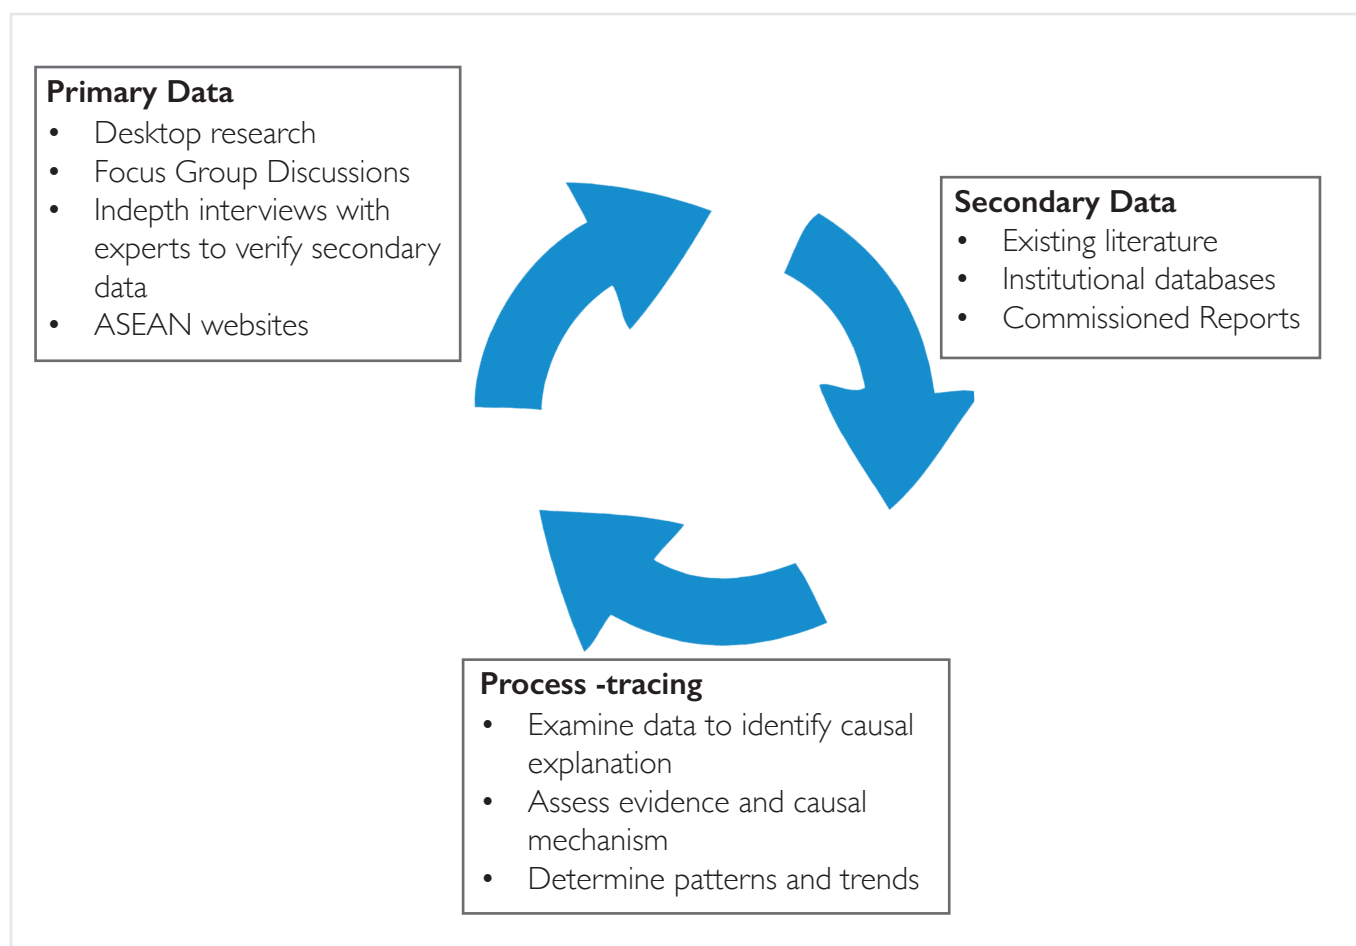 Primary Data
• Desktop research
• Focus Group Discussions
• Indepth interviews with
experts to verify secondary
data
• ASEAN websites
Secondary Data
• Existing literature
• Institutional databases
• Commissioned Reports
Process -tracing
• Examine data to identify causal
explanation
• Assess evidence and causal
mechanism
• Determine patterns and trends